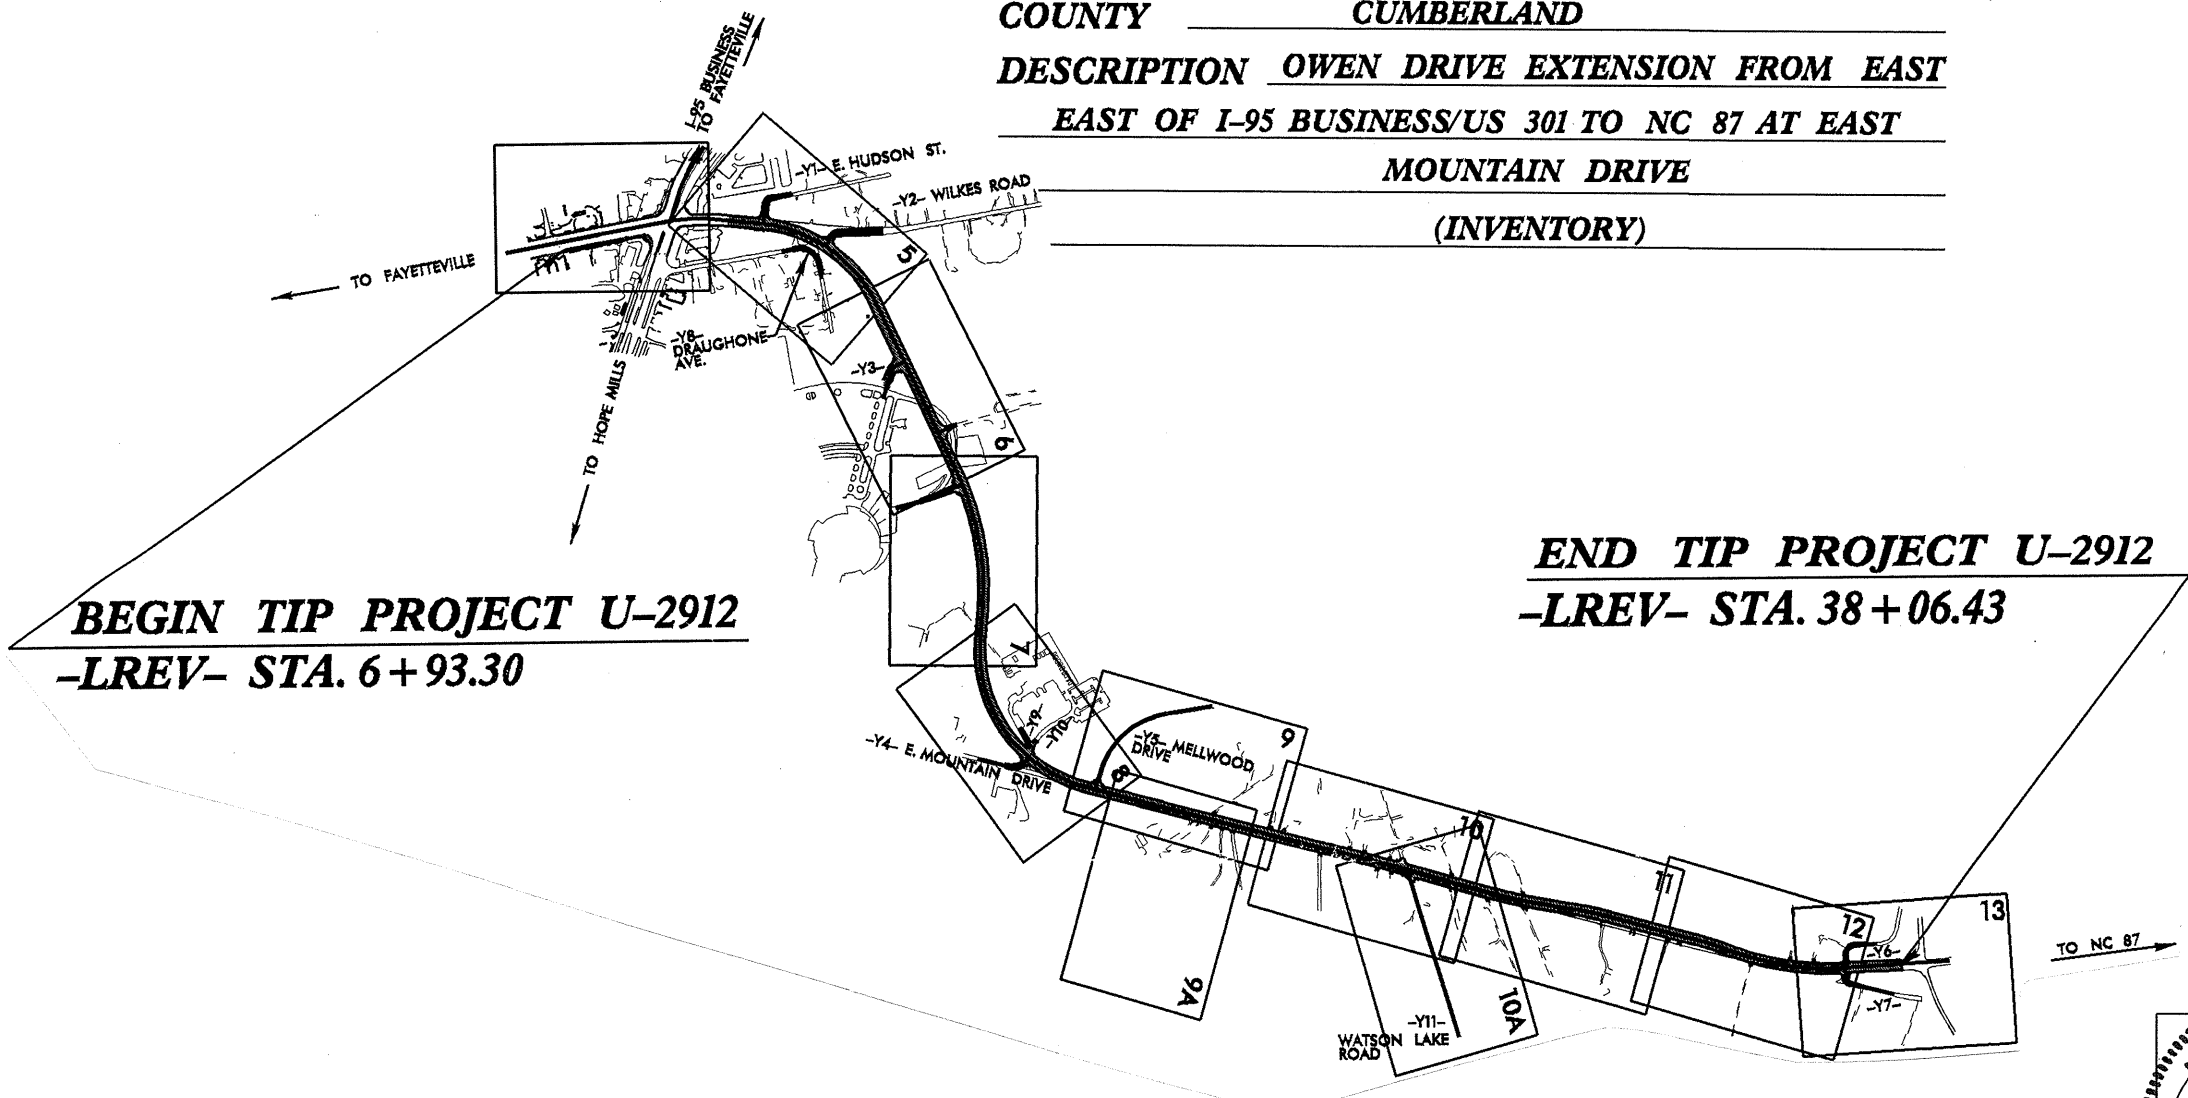 COUNTY CUMBERLAND
DESCRIPTION OWEN DRIVE EXTENSION FROM EAST
EAST OF I-95 BUSINESS/US 301 TO NC 87 AT EAST
MOUNTAIN DRIVE
(INVENTORY)
I-95 BUSINESS
TO FAYETTEVILLE
-Y1- E. HUDSON ST.
-Y2- WILKES ROAD
TO FAYETTEVILLE
5
-Y8-
DRAUGHONE
AVE.
-Y3-
TO HOPE MILLS
6
BEGIN TIP PROJECT U-2912
-LREV- STA. 6+93.30
END TIP PROJECT U-2912
-LREV- STA. 38+06.43
7
-Y9-
-Y10-
-Y4- E. MOUNTAIN DRIVE
8
-Y5- MELLWOOD
DRIVE
9
9A
10
10A
-Y11-
WATSON LAKE
ROAD
11
12
13
-Y6-
-Y7-
TO NC 87